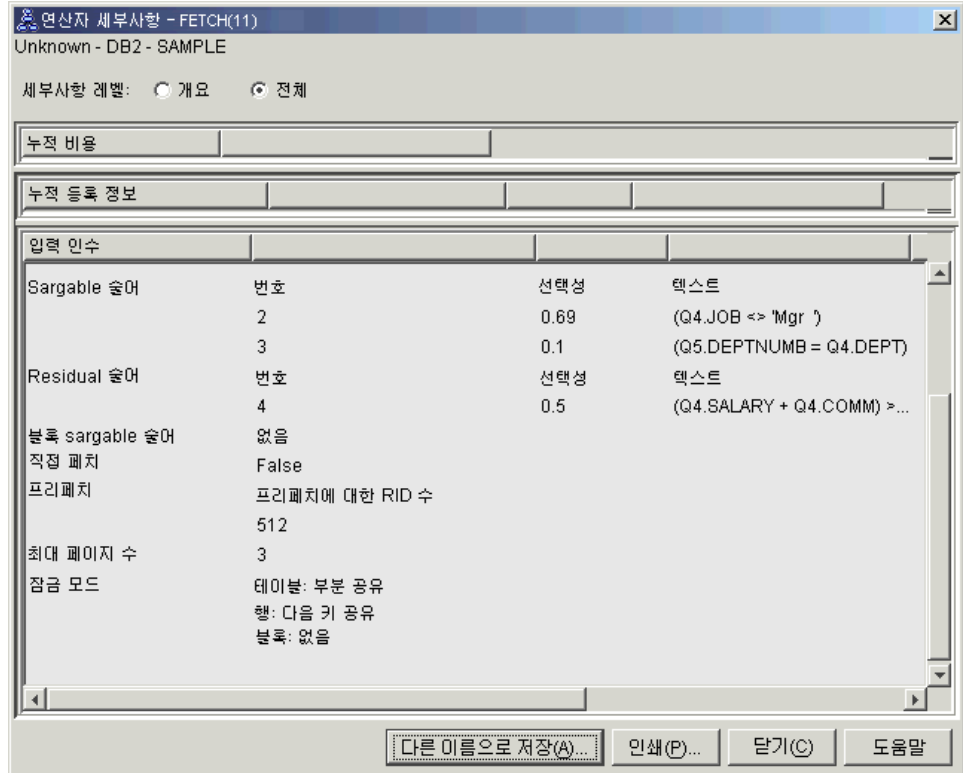 연산자 세부사항 - FETCH(11)
Unknown - DB2 - SAMPLE
세부사항 레벨: 개요 전체
누적 비용
누적 등록 정보
입력 인수
Sargable 술어 번호 선택성 텍스트
2 0.69 (Q4.JOB <> 'Mgr ')
3 0.1 (Q5.DEPTNUMB = Q4.DEPT)
Residual 술어 번호 선택성 텍스트
4 0.5 (Q4.SALARY + Q4.COMM) >...
블록 sargable 술어 없음
직접 페치 False
프리페치 프리페치에 대한 RID 수
512
최대 페이지 수 3
잠금 모드 테이블: 부분 공유
행: 다음 키 공유
블록: 없음
다른 이름으로 저장(A)... 인쇄(P)... 닫기(C) 도움말